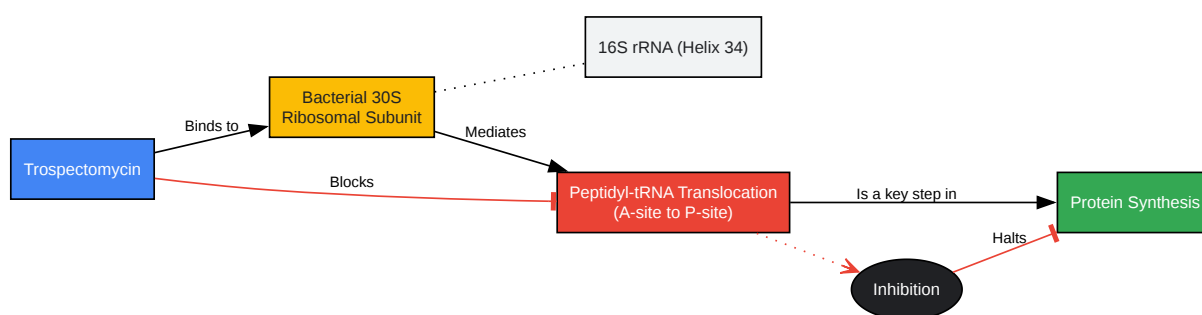 16S rRNA (Helix 34)
Bacterial 30S
Ribosomal Subunit
Binds to
Mediates
Trospectomycin
Blocks
Peptidyl-tRNA Translocation
(A-site to P-site)
Is a key step in
Protein Synthesis
Halts
Inhibition